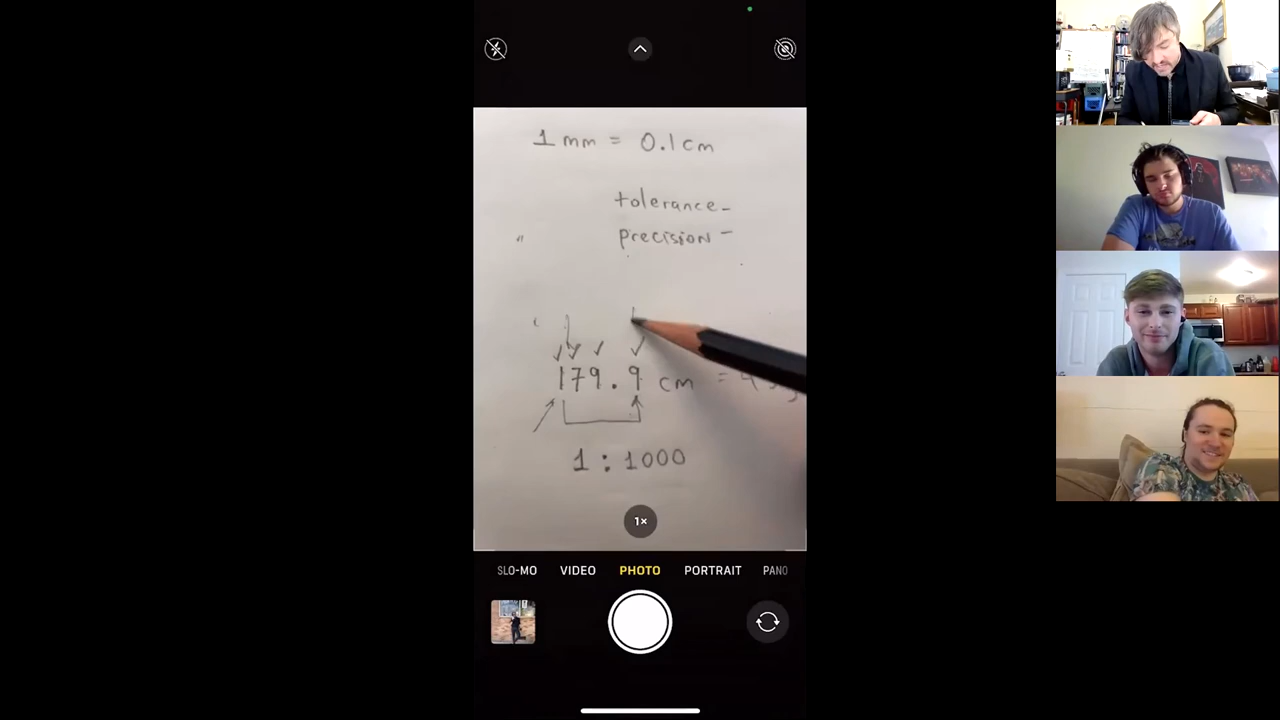 1 mm = 0.1 cm
tolerance -
precision -
179.9 cm =
1 : 1000
1×
SLO-MO VIDEO PHOTO PORTRAIT PANO